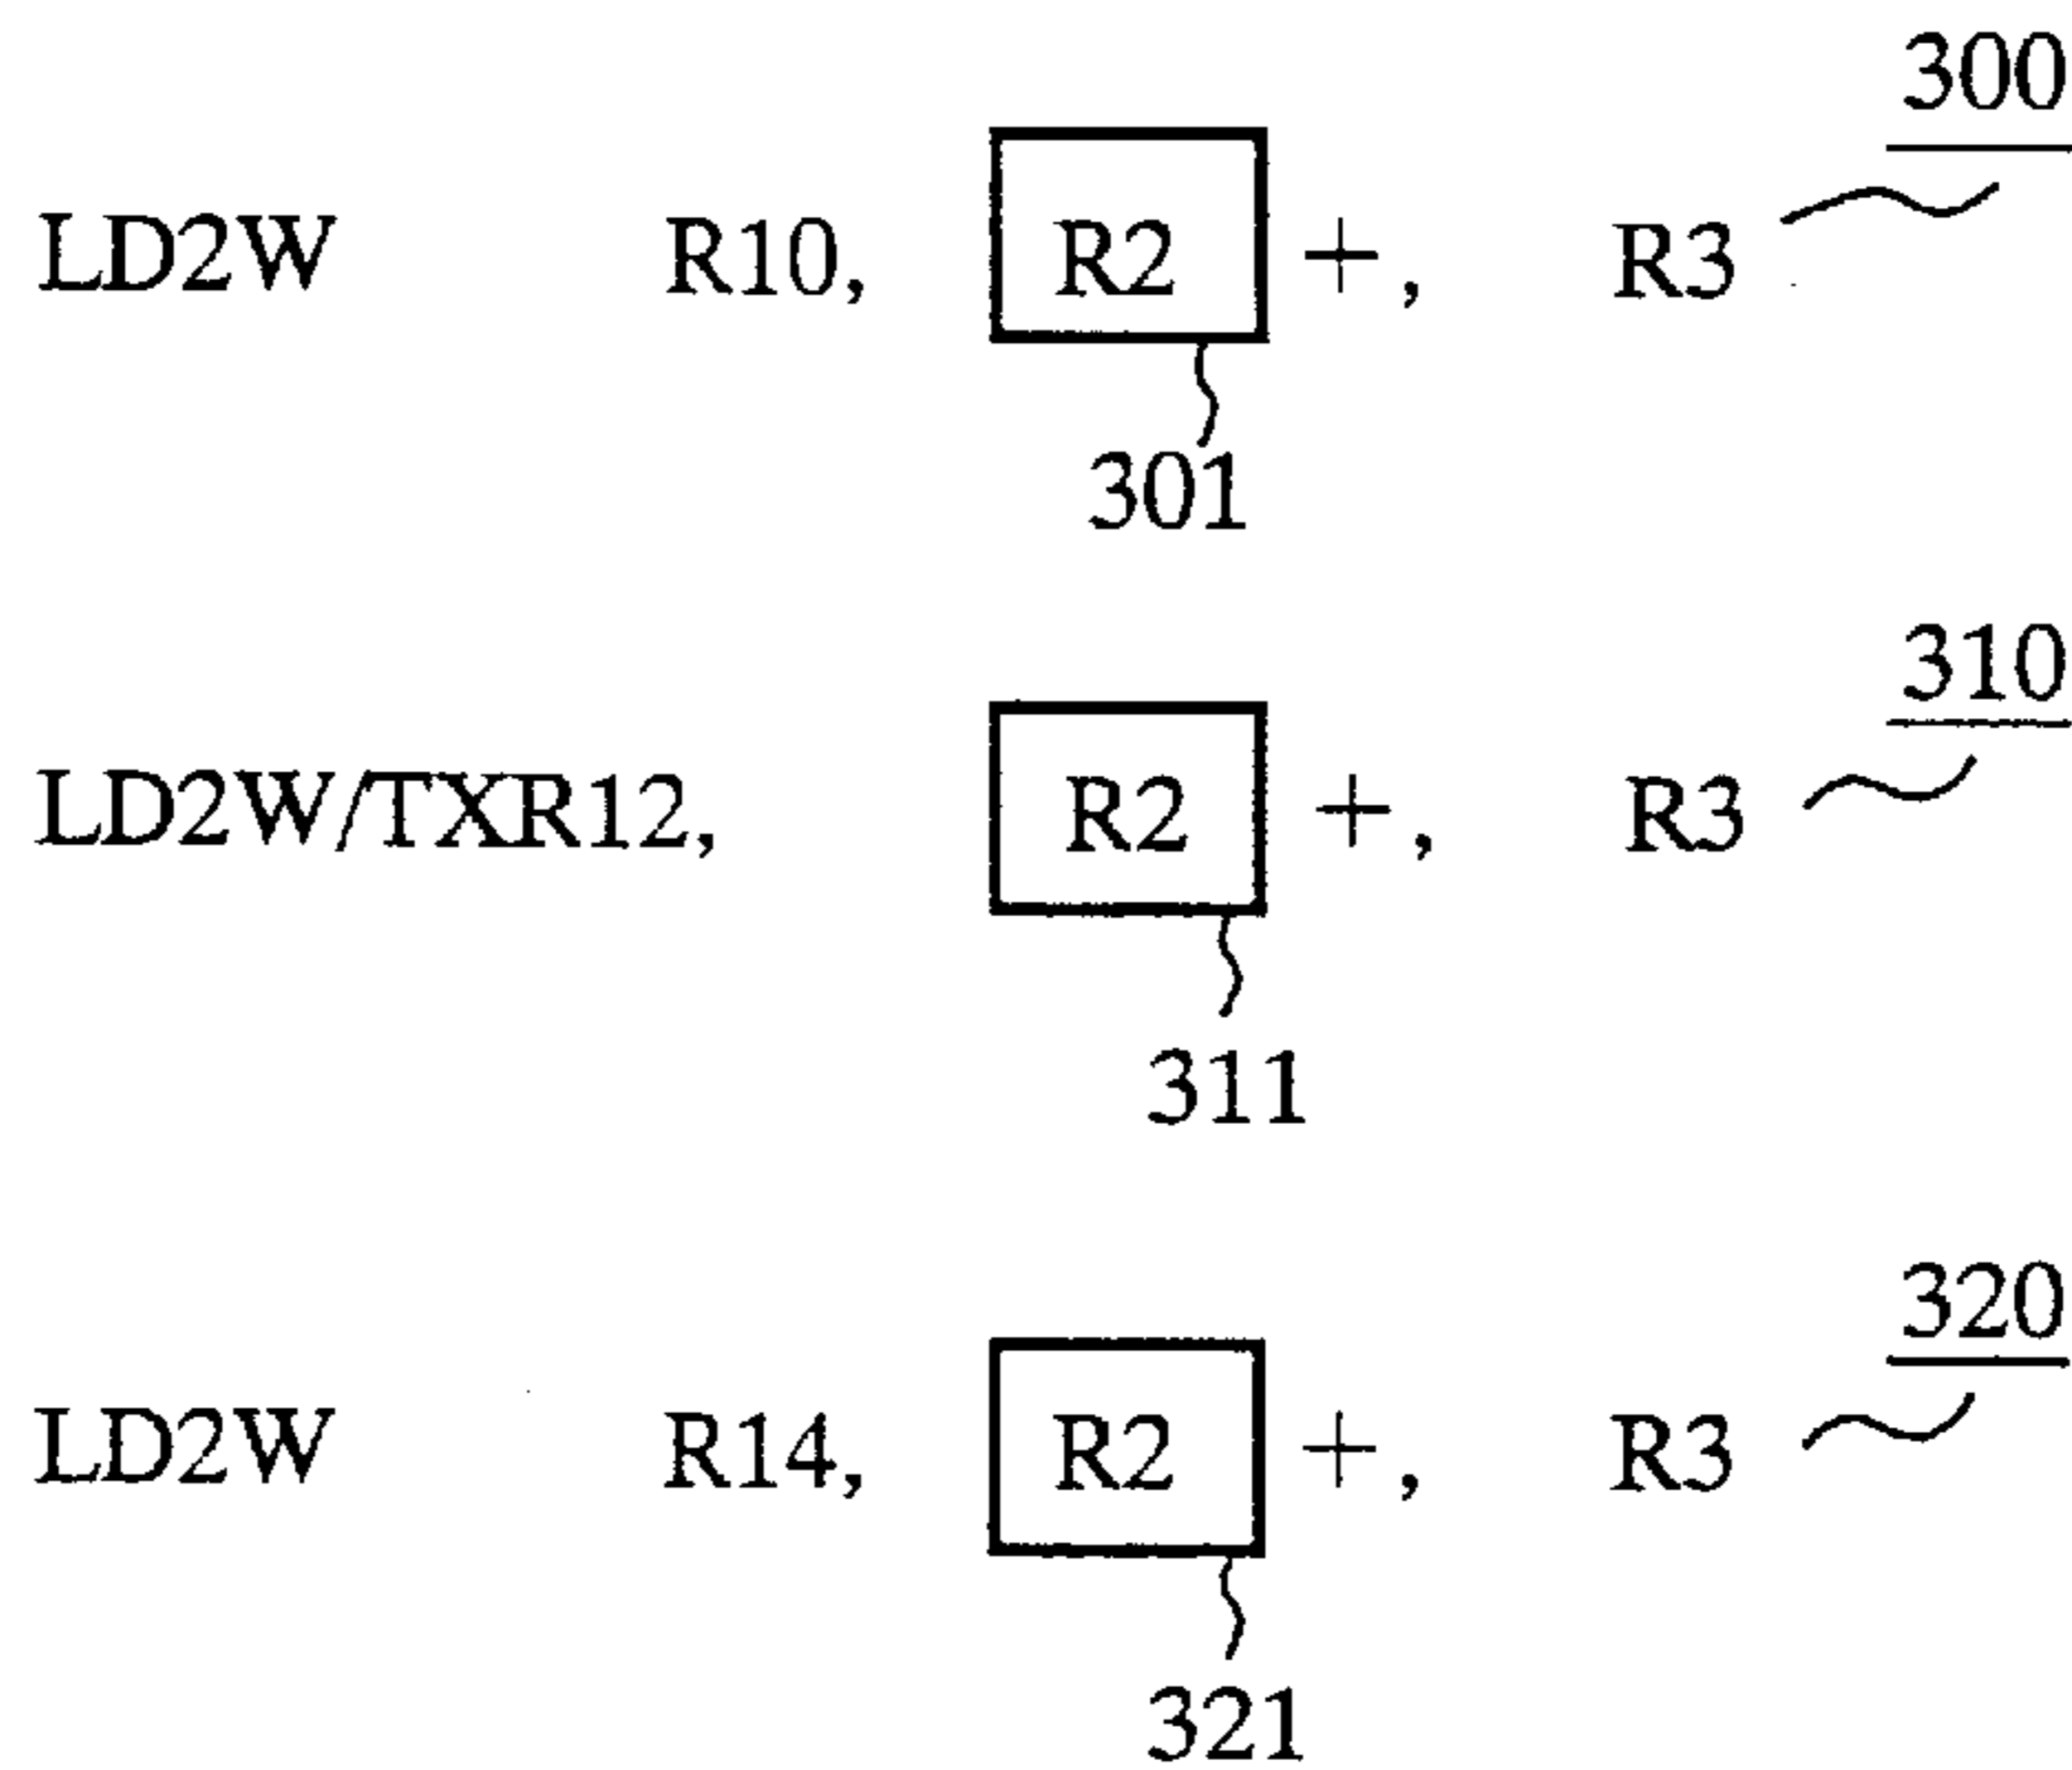 300
LD2W R10, R2 +, R3
301
310
LD2W/TXR12, R2 +, R3
311
320
LD2W R14, R2 +, R3
321